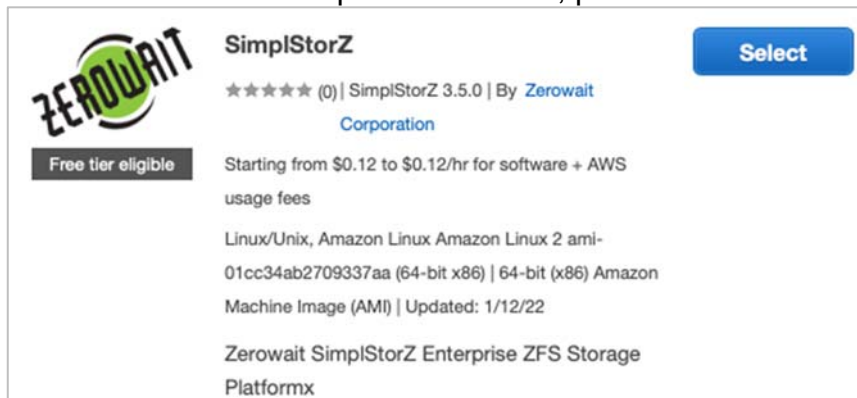 SimplStorZ
Select
ZEROWAIT
(0) | SimplStorZ 3.5.0 | By Zerowait
Corporation
Free tier eligible
Starting from $0.12 to $0.12/hr for software + AWS
usage fees
Linux/Unix, Amazon Linux Amazon Linux 2 ami-
01cc34ab2709337aa (64-bit x86) | 64-bit (x86) Amazon
Machine Image (AMI) | Updated: 1/12/22
Zerowait SimplStorZ Enterprise ZFS Storage
Platformx